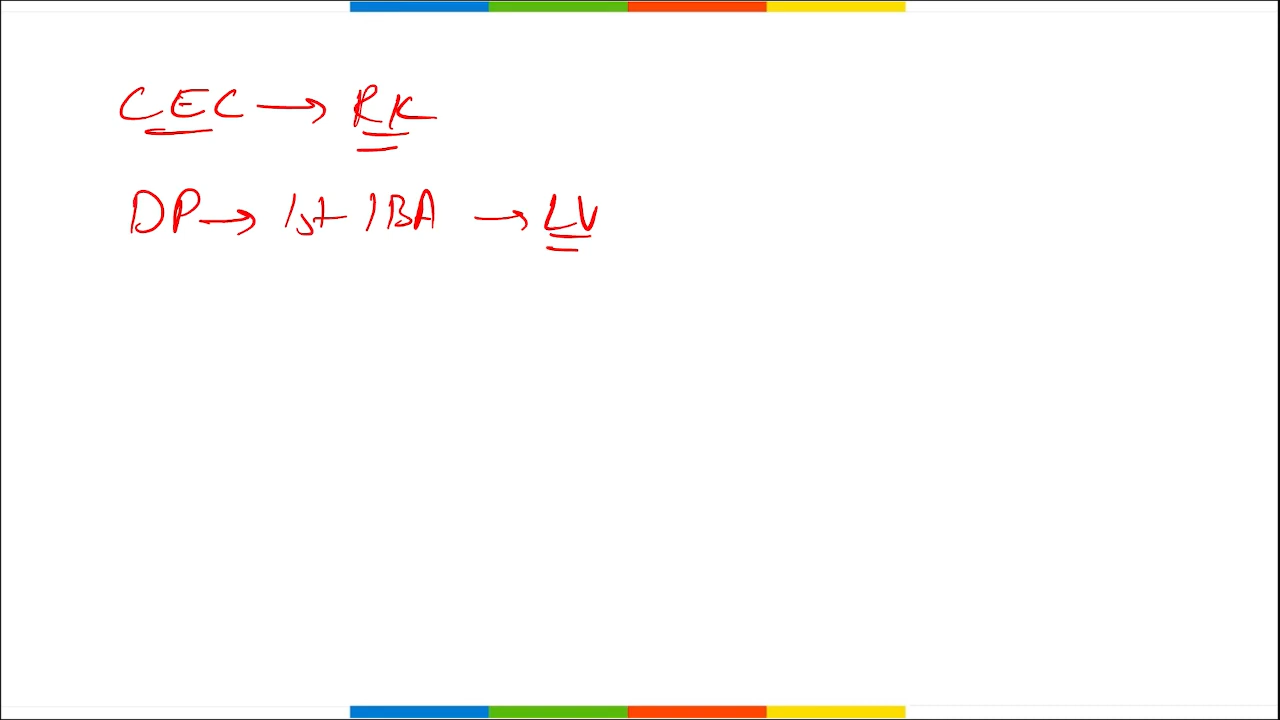 CEC → RK
DP → 1st IBA → LV